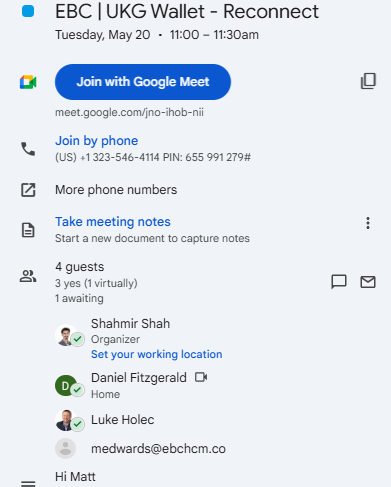 EBC | UKG Wallet - Reconnect
Tuesday, May 20 • 11:00 – 11:30am
Join with Google Meet
meet.google.com/jno-ihob-nii
Join by phone
(US) +1 323-546-4114 PIN: 655 991 279#
More phone numbers
Take meeting notes
Start a new document to capture notes
4 guests
3 yes (1 virtually)
1 awaiting
Shahmir Shah
Organizer
Set your working location
D
Daniel Fitzgerald
Home
Luke Holec
medwards@ebchcm.co
Hi Matt